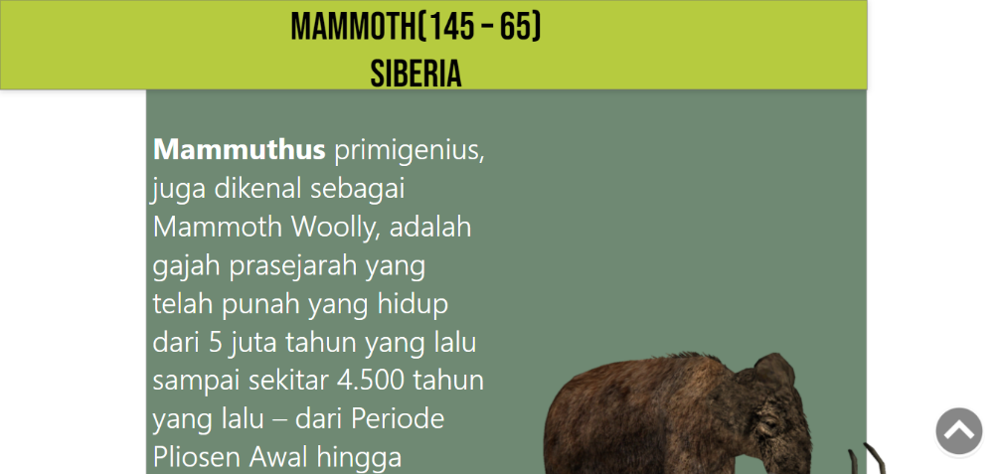 MAMMOTH(145 – 65)
SIBERIA
Mammuthus primigenius,
juga dikenal sebagai
Mammoth Woolly, adalah
gajah prasejarah yang
telah punah yang hidup
dari 5 juta tahun yang lalu
sampai sekitar 4.500 tahun
yang lalu – dari Periode
Pliosen Awal hingga